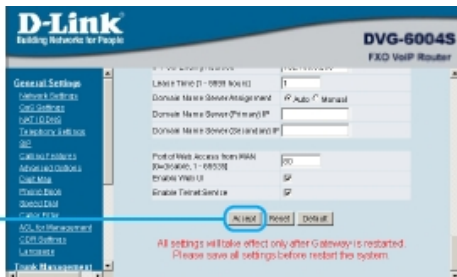 D-Link
Building Networks for People
DVG-6004S
FXO VoIP Router
General Settings
Network Settings
QoS Settings
NAT/DDNS
Telephony Settings
SIP
Calling Features
Advanced Options
Digit Map
Phone Book
Speed Dial
Caller Filter
ACL for Management
CDR Settings
Language
Trunk Management
Lease Time [1 - 9999 hours]
1
Domain Name Server Assignment
Auto
Manual
Domain Name Server (Primary) IP
Domain Name Server (Secondary) IP
Port of Web Access from WAN
[0=disable, 1 - 65535]
80
Enable Web UI
Enable Telnet Service
Accept
Reset
Default
All settings will take effect only after Gateway is restarted.
Please save all settings before restart the system.